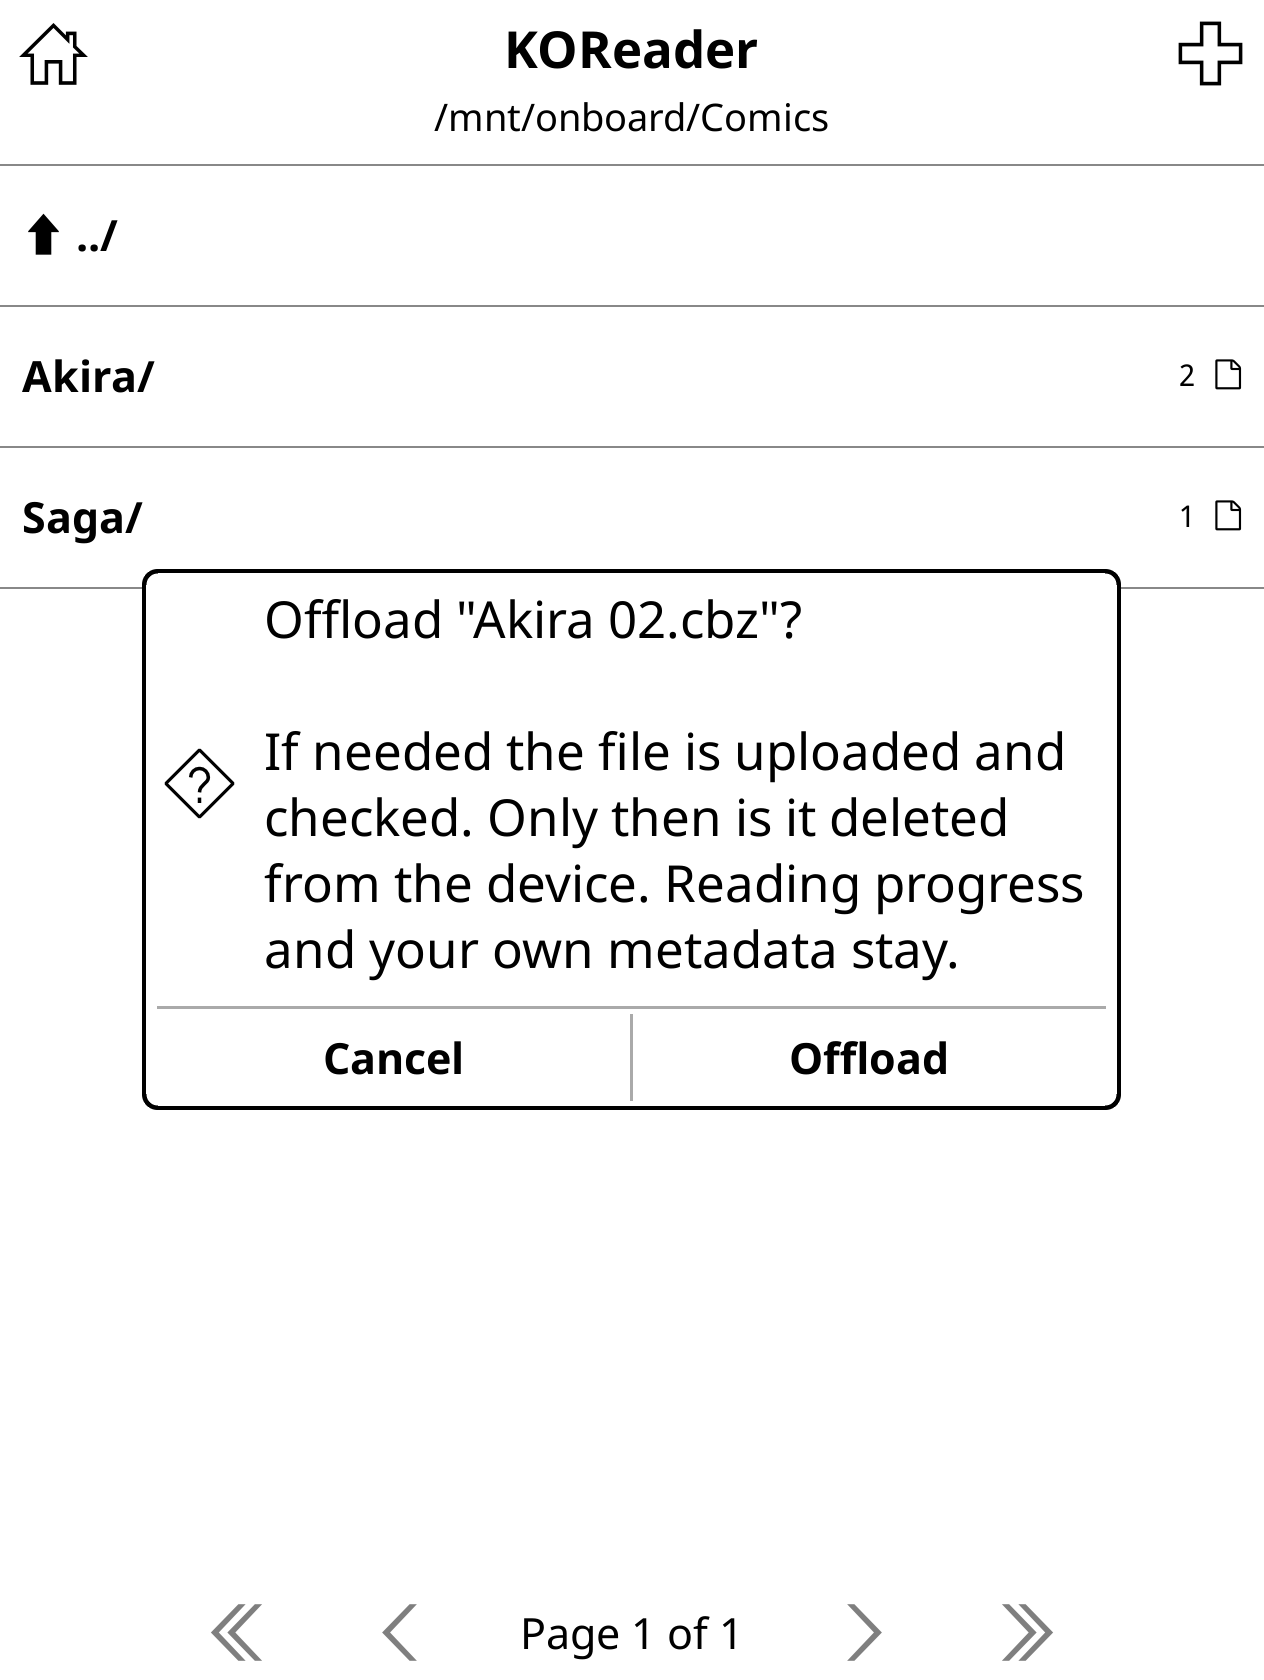 KOReader
/mnt/onboard/Comics
../
Akira/
2
Saga/
1
Offload "Akira 02.cbz"?
If needed the file is uploaded and
checked. Only then is it deleted
from the device. Reading progress
and your own metadata stay.
Cancel
Offload
Page 1 of 1